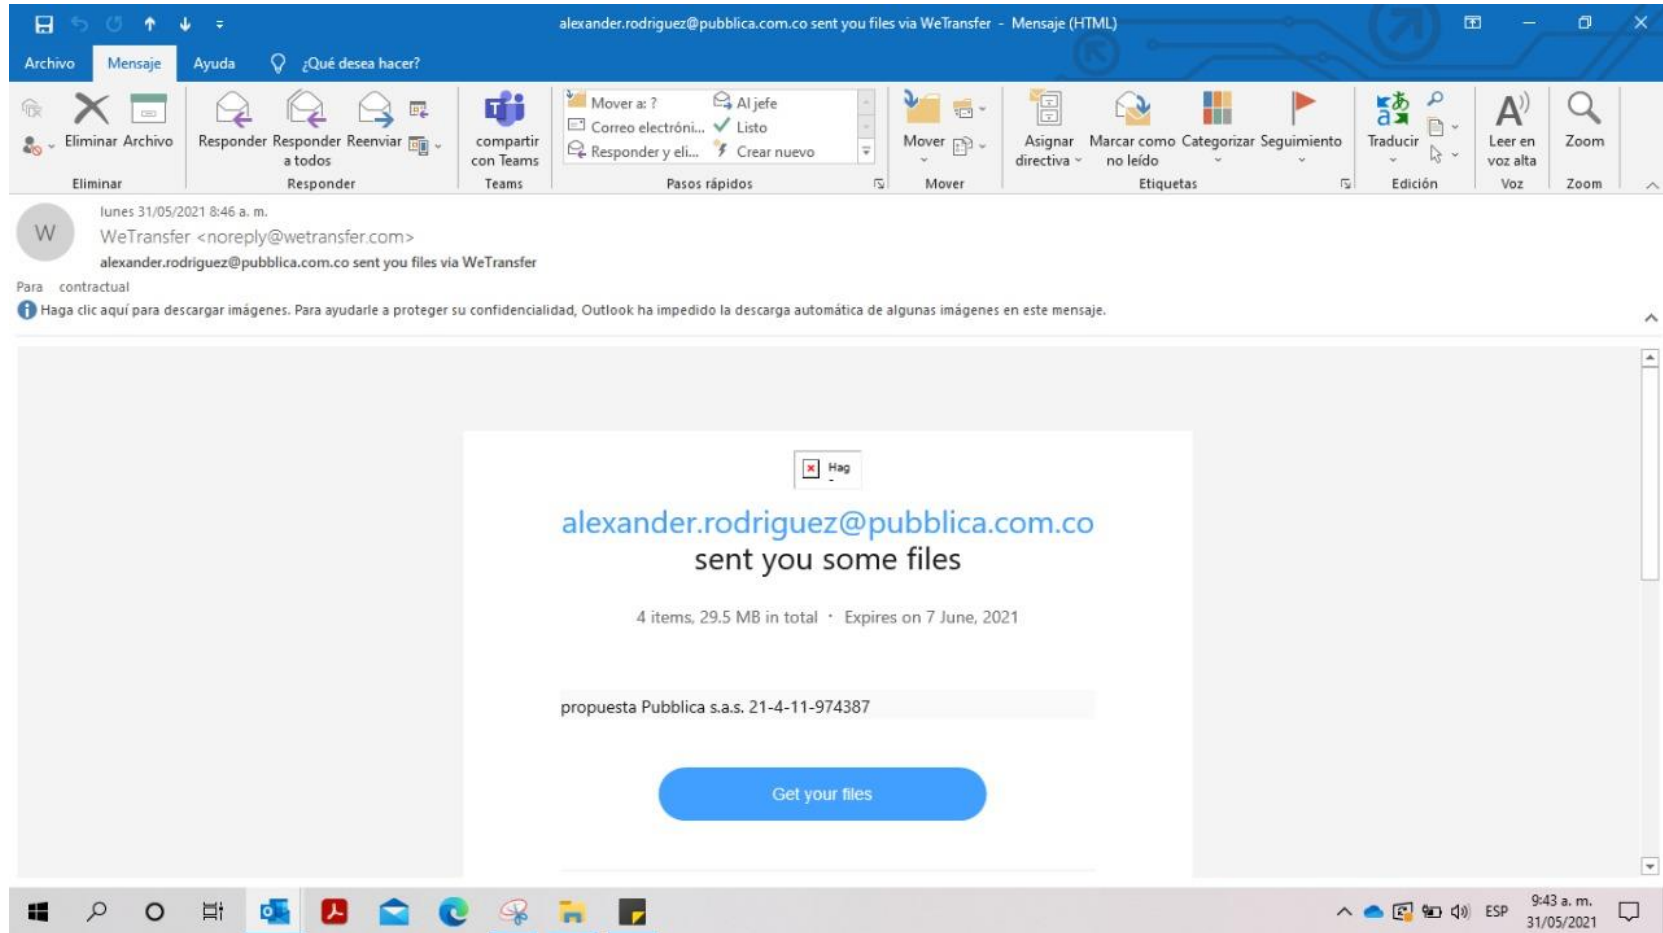 alexander.rodriguez@pubblica.com.co sent you files via WeTransfer - Mensaje (HTML)
Archivo Mensaje Ayuda ¿Qué desea hacer?
Eliminar Archivo
Eliminar
Responder Responder a todos Reenviar
Responder
compartir con Teams
Teams
Mover a: ? Al jefe
Correo electróni... Listo
Responder y eli... Crear nuevo
Pasos rápidos
Mover
Mover
Asignar directiva Marcar como no leído Categorizar Seguimiento
Etiquetas
Traducir
Edición
Leer en voz alta
Voz
Zoom
Zoom
W
lunes 31/05/2021 8:46 a. m.
WeTransfer <noreply@wetransfer.com>
alexander.rodriguez@pubblica.com.co sent you files via WeTransfer
Para contractual
Haga clic aquí para descargar imágenes. Para ayudarle a proteger su confidencialidad, Outlook ha impedido la descarga automática de algunas imágenes en este mensaje.
Hag
alexander.rodriguez@pubblica.com.co
sent you some files
4 items, 29.5 MB in total · Expires on 7 June, 2021
propuesta Pubblica s.a.s. 21-4-11-974387
Get your files
ESP
9:43 a. m.
31/05/2021